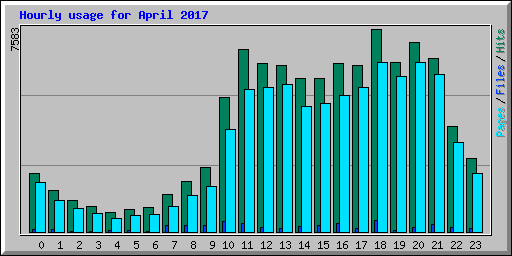 Hourly usage for April 2017
7583
Pages/Files/Hits
0 1 2 3 4 5 6 7 8 9 10 11 12 13 14 15 16 17 18 19 20 21 22 23